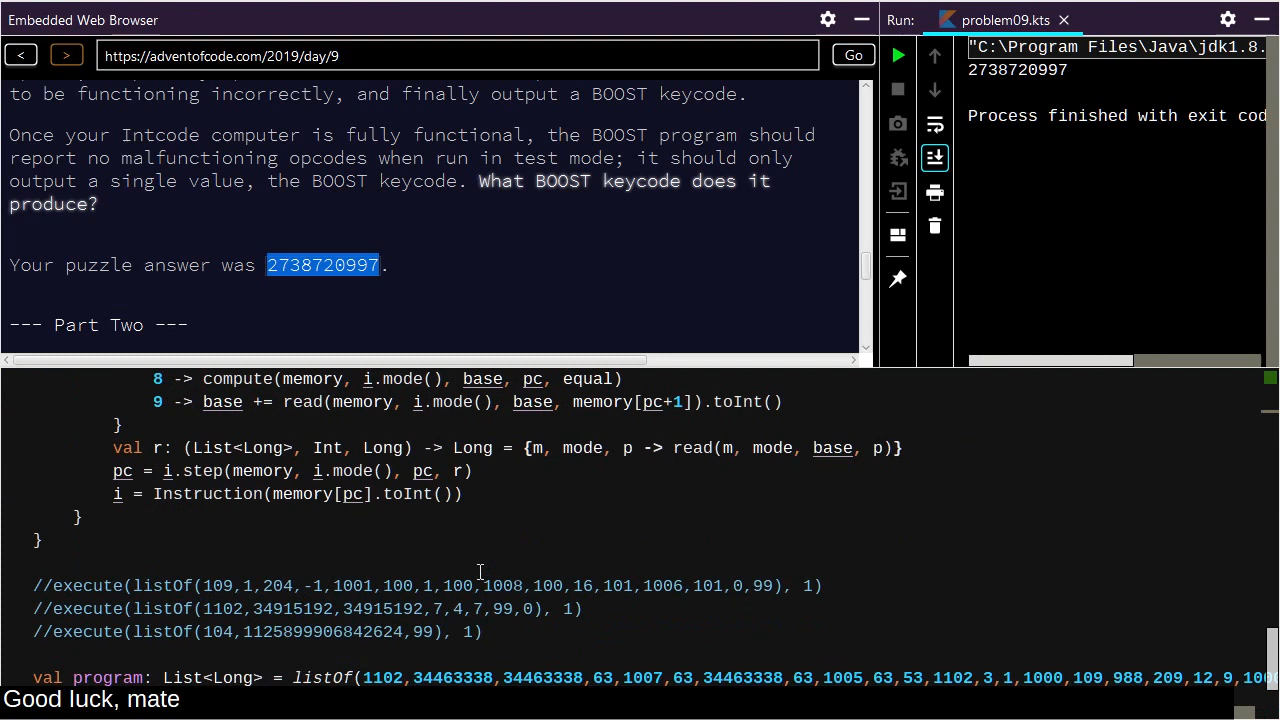 Embedded Web Browser
Run: problem09.kts
< > https://adventofcode.com/2019/day/9 Go
to be functioning incorrectly, and finally output a BOOST keycode.
Once your Intcode computer is fully functional, the BOOST program should
report no malfunctioning opcodes when run in test mode; it should only
output a single value, the BOOST keycode. What BOOST keycode does it
produce?
Your puzzle answer was 2738720997.
--- Part Two ---
"C:\Program Files\Java\jdk1.8.
2738720997
Process finished with exit cod
8 -> compute(memory, i.mode(), base, pc, equal)
9 -> base += read(memory, i.mode(), base, memory[pc+1]).toInt()
}
val r: (List<Long>, Int, Long) -> Long = {m, mode, p -> read(m, mode, base, p)}
pc = i.step(memory, i.mode(), pc, r)
i = Instruction(memory[pc].toInt())
}
}
//execute(listOf(109,1,204,-1,1001,100,1,100,1008,100,16,101,1006,101,0,99), 1)
//execute(listOf(1102,34915192,34915192,7,4,7,99,0), 1)
//execute(listOf(104,1125899906842624,99), 1)
val program: List<Long> = listOf(1102,34463338,34463338,63,1007,63,34463338,63,1005,63,53,1102,3,1,1000,109,988,209,12,9,1000
Good luck, mate